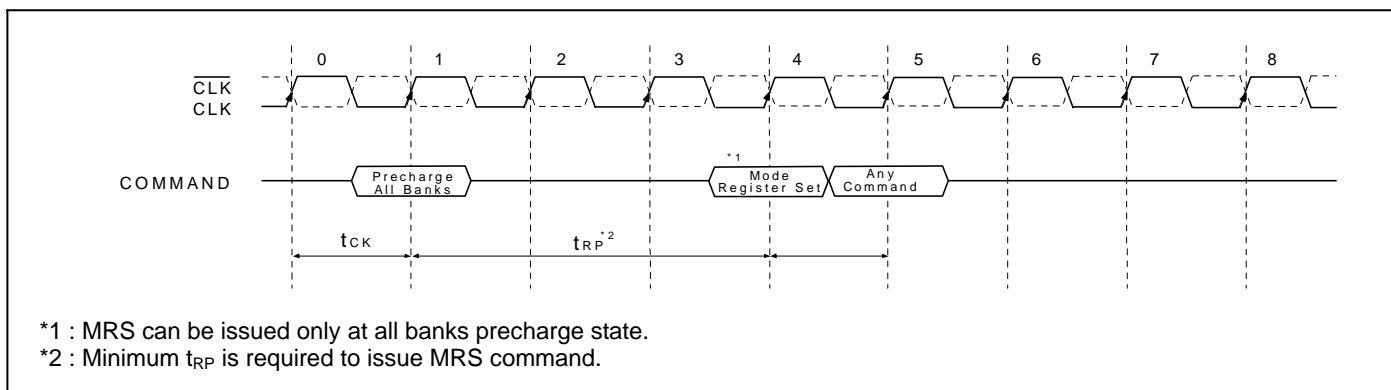 0 1 2 3 4 5 6 7 8
CLK
CLK
*1
COMMAND
Precharge
All Banks
Mode
Register Set
Any
Command
tCK
tRP*2
*1 : MRS can be issued only at all banks precharge state.
*2 : Minimum tRP is required to issue MRS command.